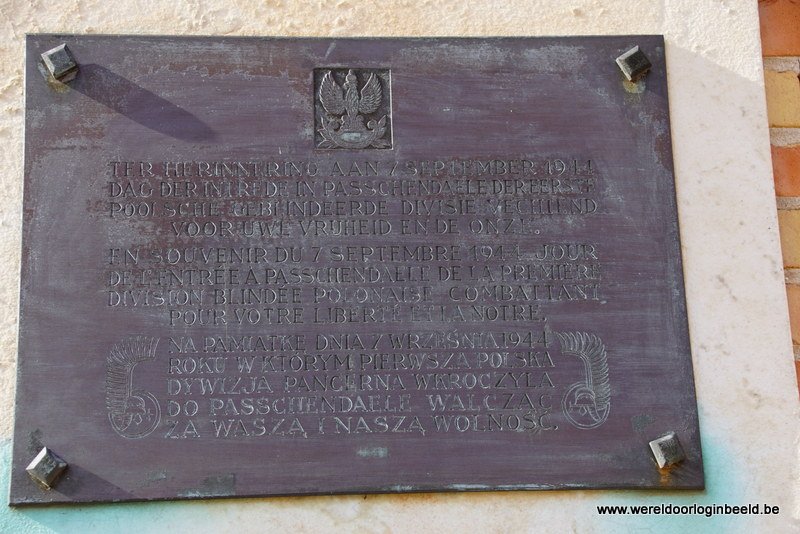 TER HERINNERING AAN 7 SEPTEMBER 1944
DAG DER INTREDE IN PASSCHENDAELE DER EERSTE
POOLSCHE GEBLINDEERDE DIVISIE VECHTEND
VOOR UWE VRIJHEID EN DE ONZE.
EN SOUVENIR DU 7 SEPTEMBRE 1944 JOUR
DE L'ENTRÉE A PASSCHENDAELE DE LA PREMIÈRE
DIVISION BLINDÉE POLONAISE COMBATTANT
POUR VOTRE LIBERTÉ ET LA NÔTRE.
NA PAMIĄTKĘ DNIA 7 WRZEŚNIA 1944
ROKU W KTÓRYM PIERWSZA POLSKA
DYWIZJA PANCERNA WKROCZYŁA
DO PASSCHENDAELE WALCZĄC
ZA WASZĄ I NASZĄ WOLNOŚĆ.
www.wereldoorloginbeeld.be